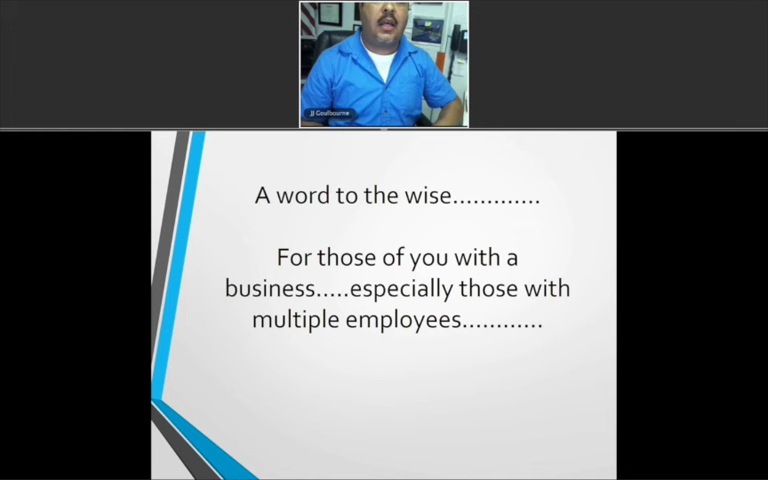 JJ Coulbourne
A word to the wise.............
For those of you with a
business.....especially those with
multiple employees............